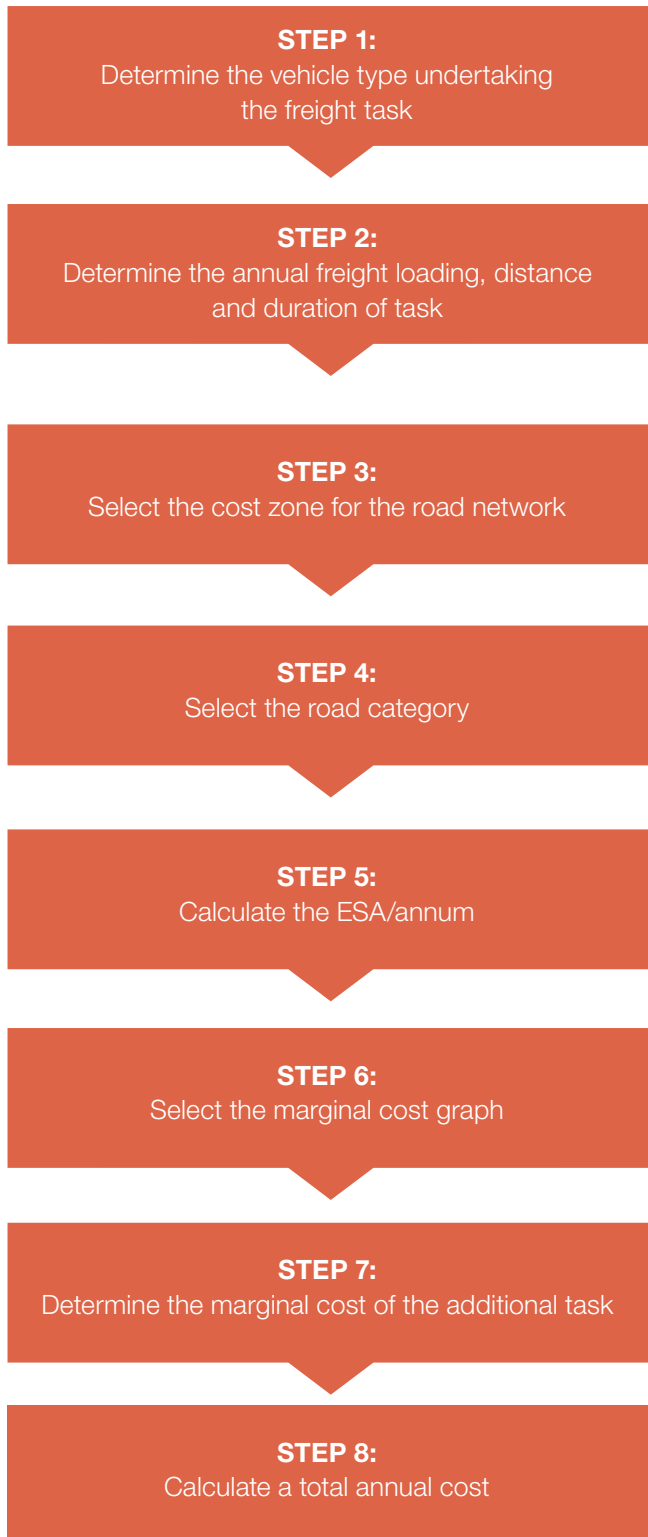 STEP 1:
Determine the vehicle type undertaking
the freight task
STEP 2:
Determine the annual freight loading, distance
and duration of task
STEP 3:
Select the cost zone for the road network
STEP 4:
Select the road category
STEP 5:
Calculate the ESA/annum
STEP 6:
Select the marginal cost graph
STEP 7:
Determine the marginal cost of the additional task
STEP 8:
Calculate a total annual cost